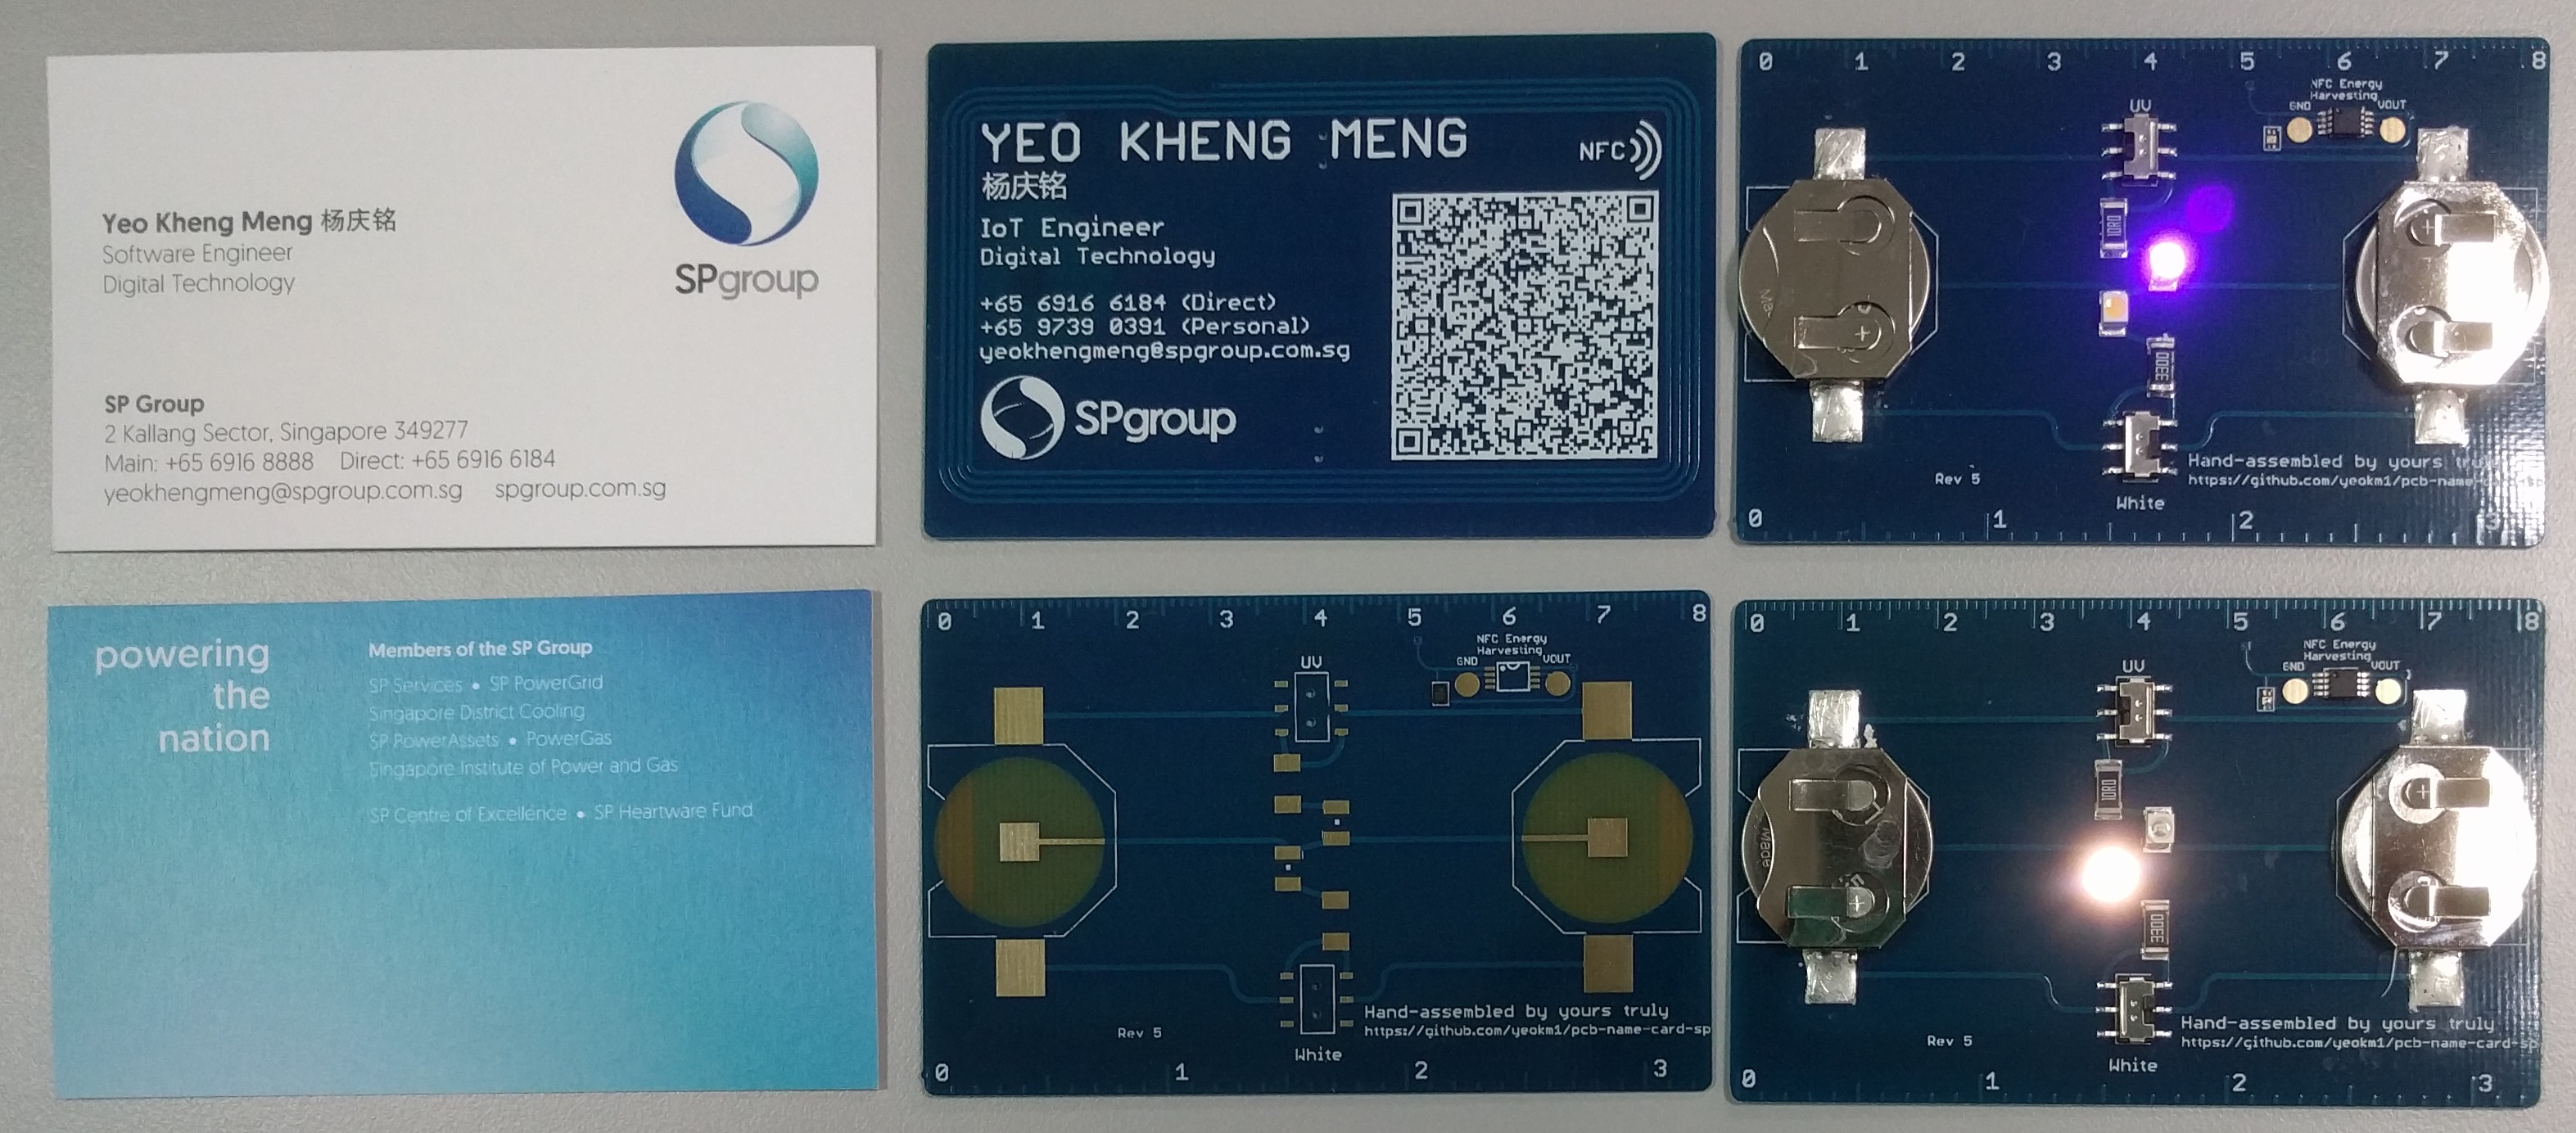 Yeo Kheng Meng 杨庆铭
Software Engineer
Digital Technology
SPgroup
SP Group
2 Kallang Sector, Singapore 349277
Main: +65 6916 8888 Direct: +65 6916 6184
yeokhengmeng@spgroup.com.sg spgroup.com.sg
YEO KHENG MENG
NFC
杨庆铭
IoT Engineer
Digital Technology
+65 6916 6184 (Direct)
+65 9739 0391 (Personal)
yeokhengmeng@spgroup.com.sg
SPgroup
0 1 2 3 4 5 6 7 8
NFC Energy
Harvesting
UV GND VOUT
10R0
3300
Rev 5
Hand-assembled by yours truly
https://github.com/yeokm1/pcb-name-
White
0 1 2 3
powering
the
nation
Members of the SP Group
SP Services • SP PowerGrid
Singapore District Cooling
SP PowerAssets • PowerGas
Singapore Institute of Power and Gas
SP Centre of Excellence • SP Heartware Fund
0 1 2 3 4 5 6 7 8
NFC Energy
Harvesting
UV GND VOUT
Rev 5
Hand-assembled by yours truly
https://github.com/yeokm1/pcb-name-card-sp
White
0 1 2 3
0 1 2 3 4 5 6 7 8
NFC Energy
Harvesting
UV GND VOUT
10R0
Made
3300
Rev 5
Hand-assembled by yours truly
https://github.com/yeokm1/pcb-name-card-sp
White
0 1 2 3